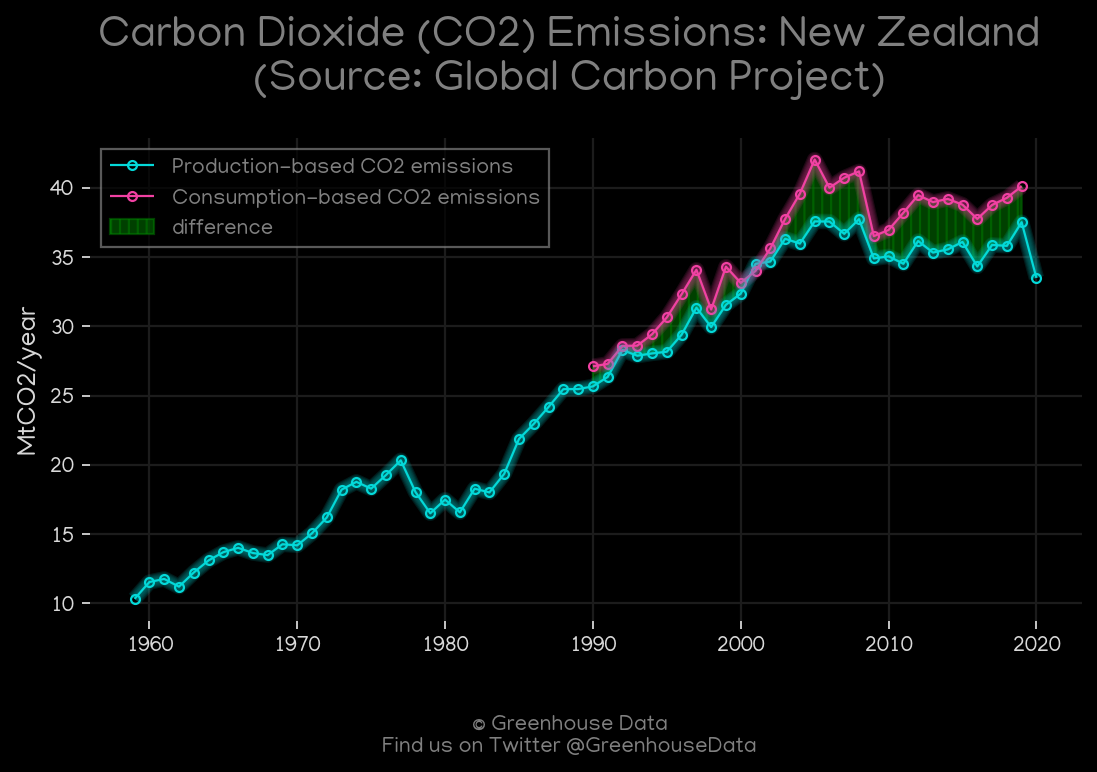 Carbon Dioxide (CO2) Emissions: New Zealand
(Source: Global Carbon Project)
Production-based CO2 emissions
Consumption-based CO2 emissions
difference
MtCO2/year
40
35
30
25
20
15
10
1960 1970 1980 1990 2000 2010 2020
© Greenhouse Data
Find us on Twitter @GreenhouseData